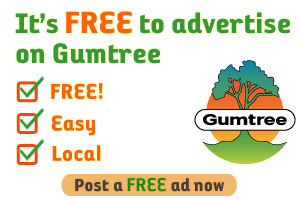 It's FREE to advertise
on Gumtree
FREE!
Easy
Local
Gumtree
Post a FREE ad now